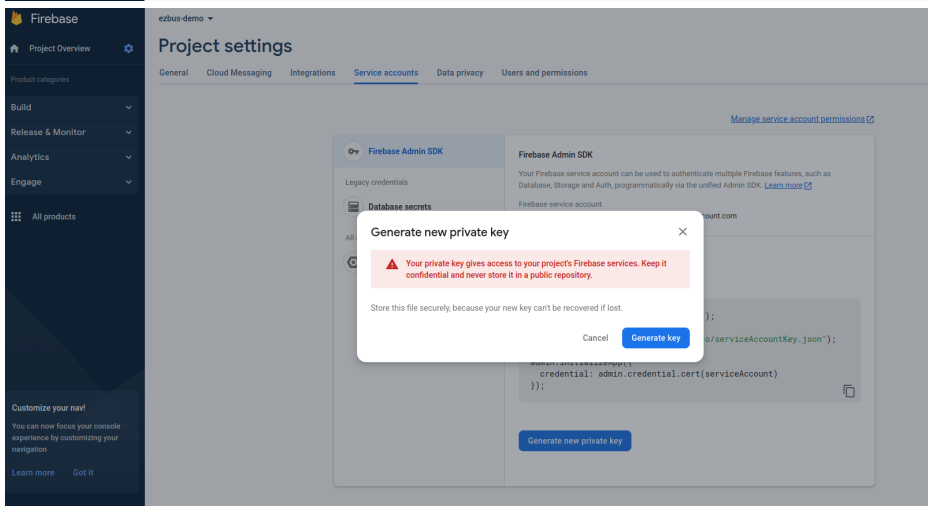 Firebase
ezbus-demo
Project Overview
Project settings
General Cloud Messaging Integrations Service accounts Data privacy Users and permissions
Product categories
Build
Release & Monitor
Analytics
Engage
All products
Manage service account permissions
Firebase Admin SDK
Legacy credentials
Database secrets
All
Firebase Admin SDK
Your Firebase service account can be used to authenticate multiple Firebase features, such as
Database, Storage and Auth, programmatically via the unified Admin SDK. Learn more
Firebase service account
ount.com
Generate new private key
Your private key gives access to your project's Firebase services. Keep it
confidential and never store it in a public repository.
Store this file securely, because your new key can't be recovered if lost.
Cancel Generate key
);
o/serviceAccountKey.json");
admin.initializeApp({
credential: admin.credential.cert(serviceAccount)
});
Generate new private key
Customize your nav!
You can now focus your console
experience by customizing your
navigation
Learn more Got it